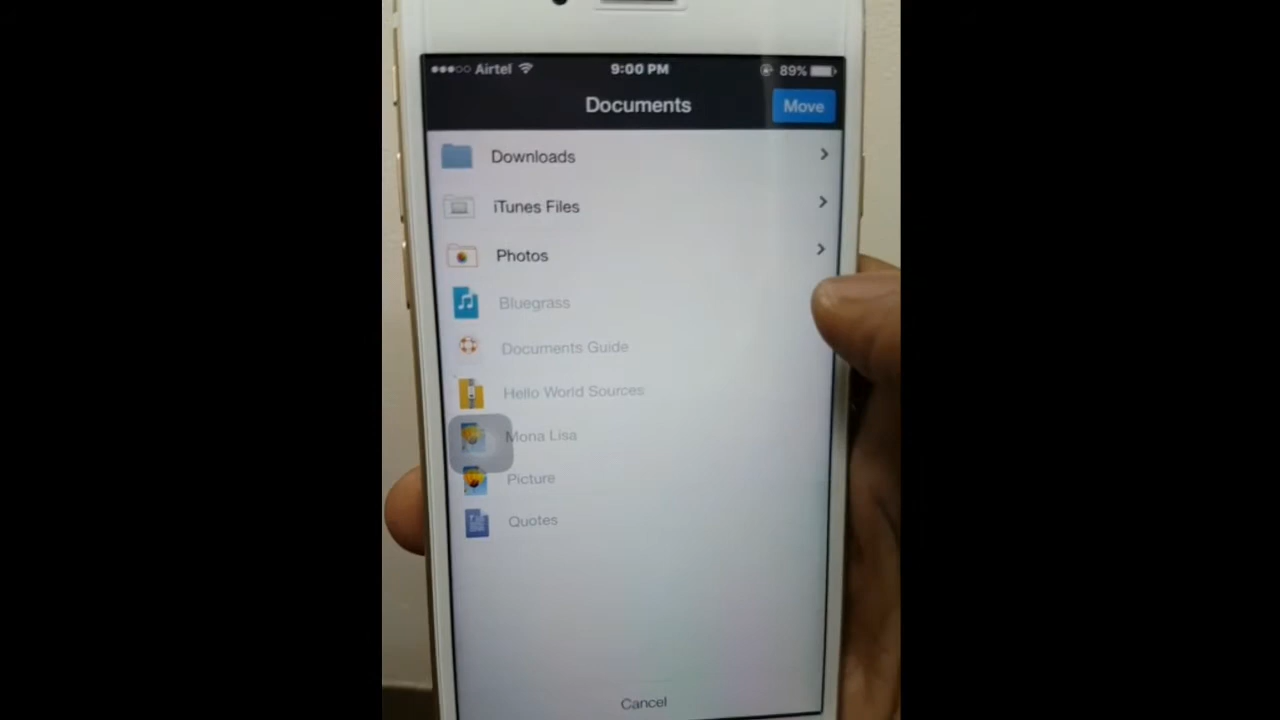 Airtel 9:00 PM 89%
Documents Move
Downloads
iTunes Files
Photos
Bluegrass
Documents Guide
Hello World Sources
Mona Lisa
Picture
Quotes
Cancel